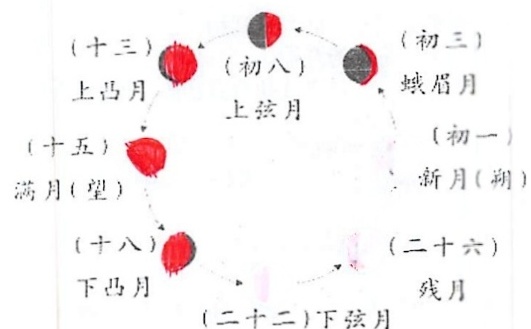 (十三)
上凸月
(初八)
上弦月
(初三)
蛾眉月
(十五)
满月(望)
(初一)
新月(朔)
(十八)
下凸月
(二十二)下弦月
(二十六)
残月